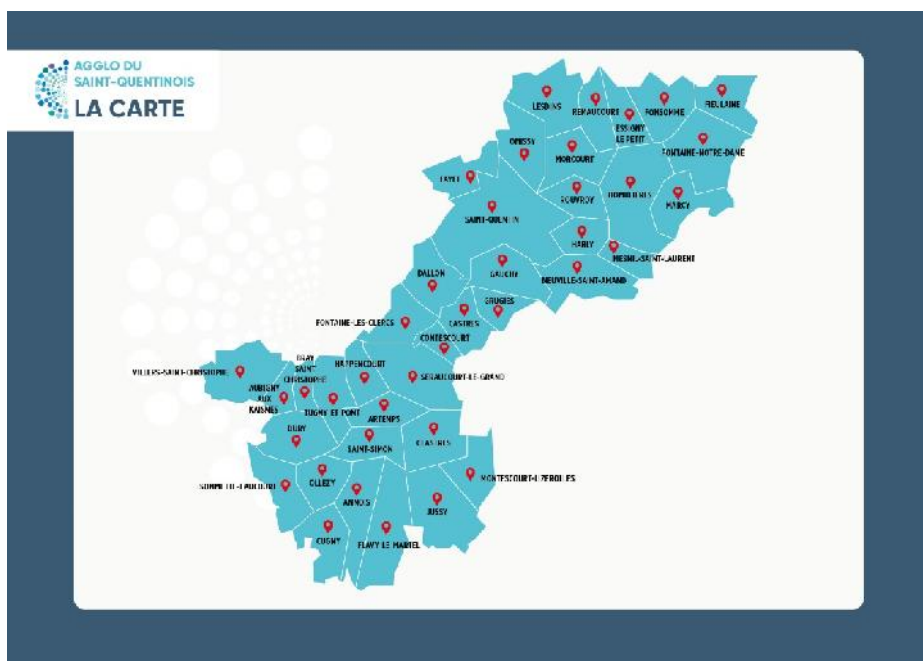 AGGLO DU
SAINT-QUENTINOIS
LA CARTE
LESDINS
REMAUCOURT
ESSIGNY
LE PETIT
FONSOMME
FIEULAINE
FONTAINE-NOTRE-DAME
OMISSY
MORCOURT
FAYET
ROUVROY
HOMBLIERES
MARCY
SAINT-QUENTIN
HARLY
MESNIL-SAINT-LAURENT
GAUCHY
NEUVILLE-SAINT-AMAND
DALLON
GRUGIES
CASTRES
FONTAINE-LES-CLERCS
CONTESCOURT
VILLERS-SAINT-CHRISTOPHE
BRAY
SAINT
CHRISTOPHE
HAPPENCOURT
SERAUCOURT-LE-GRAND
AUBIGNY
AUX
KAISNES
TUGNY ET PONT
ARTEMPS
DURY
SAINT-SIMON
CLASTRES
SOMMETTE-EAUCOURT
OLLEZY
ANNOIS
MONTESCOURT-LIZEROLLES
JUSSY
CUGNY
FLAVY LE MARTEL